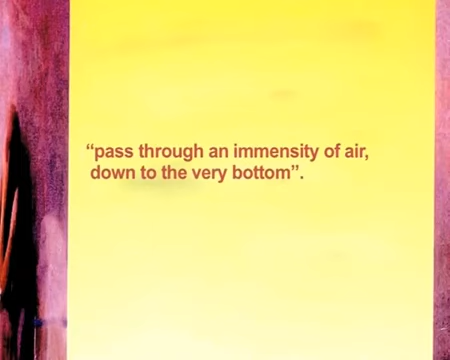 “pass through an immensity of air,
down to the very bottom”.